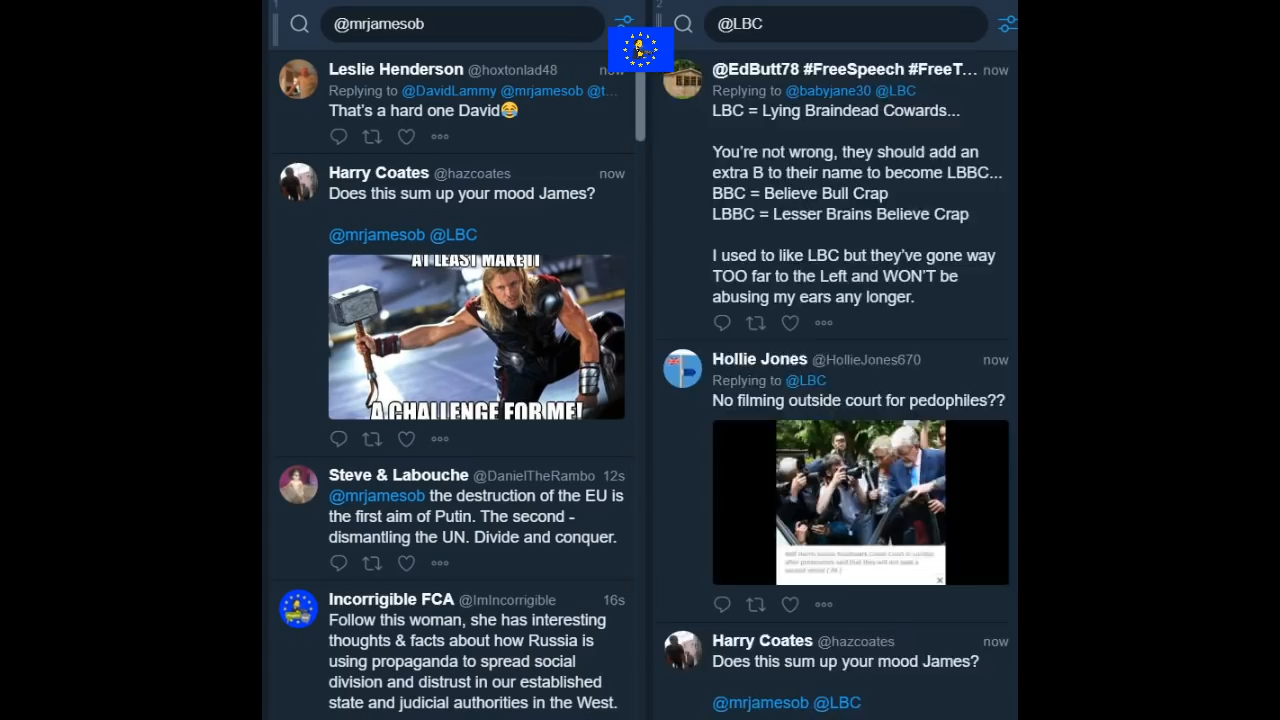 1
@mrjamesob
Leslie Henderson @hoxtonlad48 now
Replying to @DavidLammy @mrjamesob @t...
That's a hard one David😂
Harry Coates @hazcoates now
Does this sum up your mood James?
@mrjamesob @LBC
AT LEAST MAKE IT
A CHALLENGE FOR ME!
Steve & Labouche @DanielTheRambo 12s
@mrjamesob the destruction of the EU is
the first aim of Putin. The second -
dismantling the UN. Divide and conquer.
Incorrigible FCA @ImIncorrigible 16s
Follow this woman, she has interesting
thoughts & facts about how Russia is
using propaganda to spread social
division and distrust in our established
state and judicial authorities in the West.
2
@LBC
@EdButt78 #FreeSpeech #FreeT... now
Replying to @babyjane30 @LBC
LBC = Lying Braindead Cowards...
You're not wrong, they should add an
extra B to their name to become LBBC...
BBC = Believe Bull Crap
LBBC = Lesser Brains Believe Crap
I used to like LBC but they've gone way
TOO far to the Left and WON'T be
abusing my ears any longer.
Hollie Jones @HollieJones670 now
Replying to @LBC
No filming outside court for pedophiles??
Harry Coates @hazcoates now
Does this sum up your mood James?
@mrjamesob @LBC